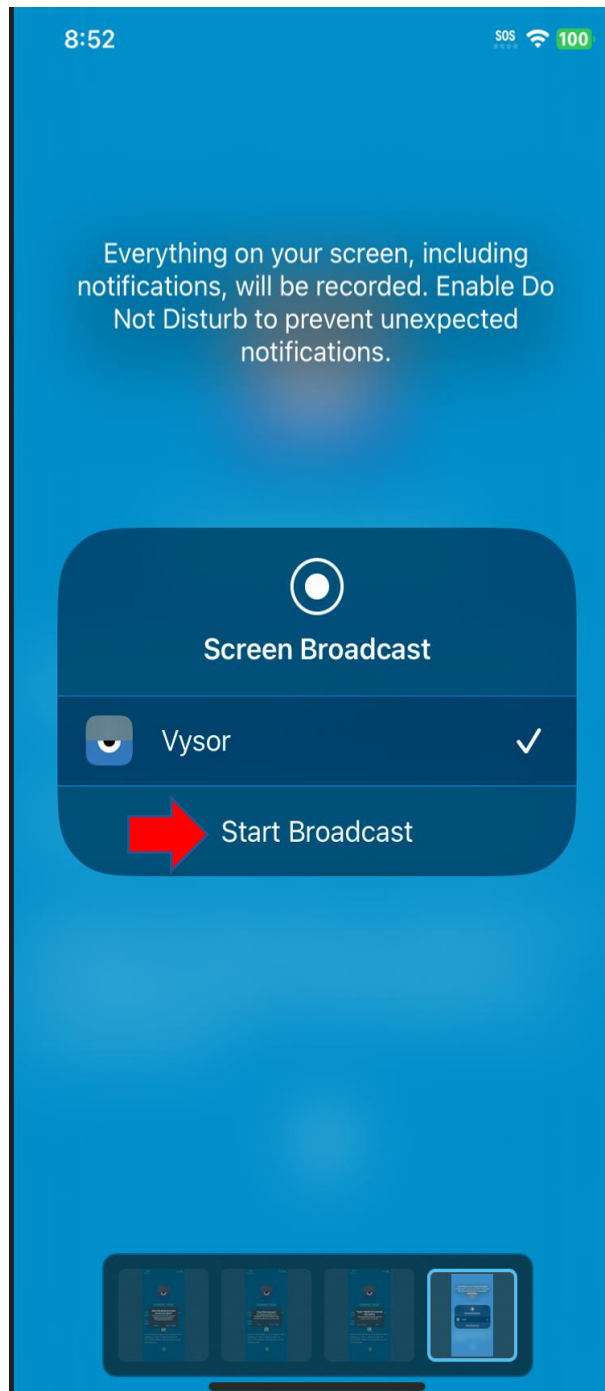 8:52
SOS
100
Everything on your screen, including
notifications, will be recorded. Enable Do
Not Disturb to prevent unexpected
notifications.
Screen Broadcast
Vysor
Start Broadcast